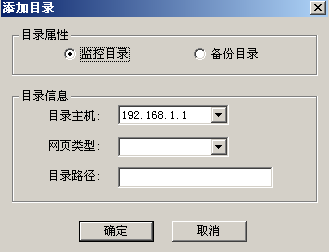 添加目录
目录属性
监控目录 备份目录
目录信息
目录主机: 192.168.1.1
网页类型:
目录路径:
确定 取消